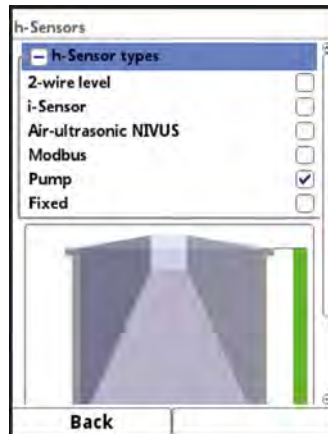 h-Sensors
h-Sensor types
2-wire level
i-Sensor
Air-ultrasonic NIVUS
Modbus
Pump
Fixed
Back